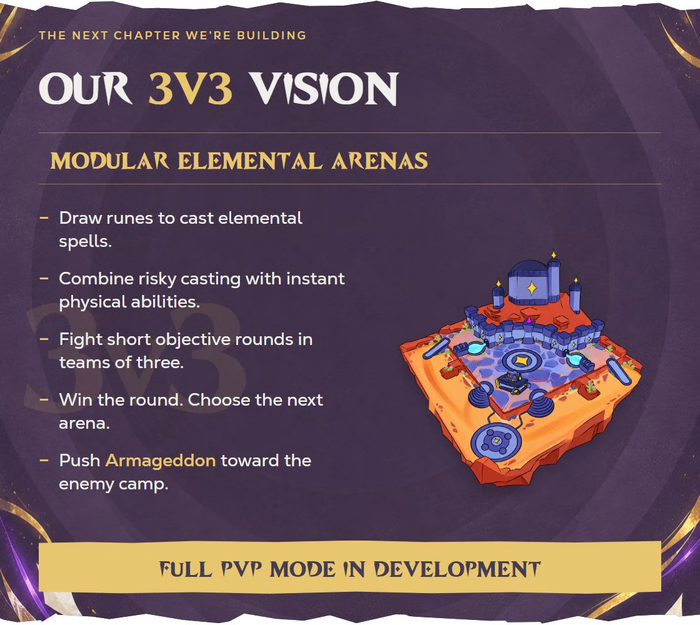 THE NEXT CHAPTER WE'RE BUILDING
OUR 3V3 VISION
MODULAR ELEMENTAL ARENAS
– Draw runes to cast elemental
spells.
– Combine risky casting with instant
physical abilities.
3v3
– Fight short objective rounds in
teams of three.
– Win the round. Choose the next
arena.
– Push Armageddon toward the
enemy camp.
FULL PVP MODE IN DEVELOPMENT